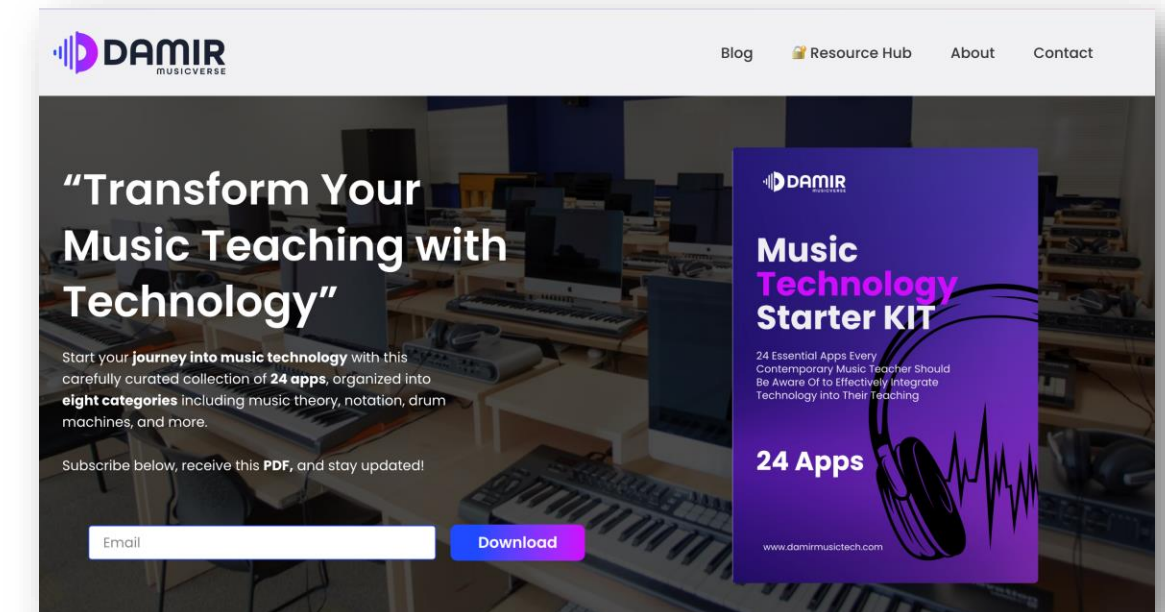 DAMIR
MUSICVERSE
Blog
🔐 Resource Hub
About
Contact
“Transform Your
Music Teaching with
Technology”
Start your journey into music technology with this
carefully curated collection of 24 apps, organized into
eight categories including music theory, notation, drum
machines, and more.
Subscribe below, receive this PDF, and stay updated!
Email
Download
DAMIR
MUSICVERSE
Music
Technology
Starter KIT
24 Essential Apps Every
Contemporary Music Teacher Should
Be Aware Of to Effectively Integrate
Technology into Their Teaching
24 Apps
www.damirmusictech.com